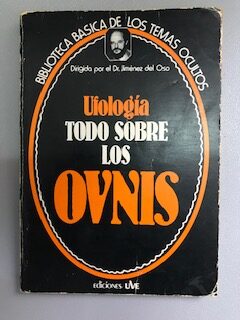 BIBLIOTECA BASICA DE LOS TEMAS OCULTOS
Dirigida por el Dr. Jiménez del Oso
Ufología
TODO SOBRE
LOS
OVNIS
ediciones UVE